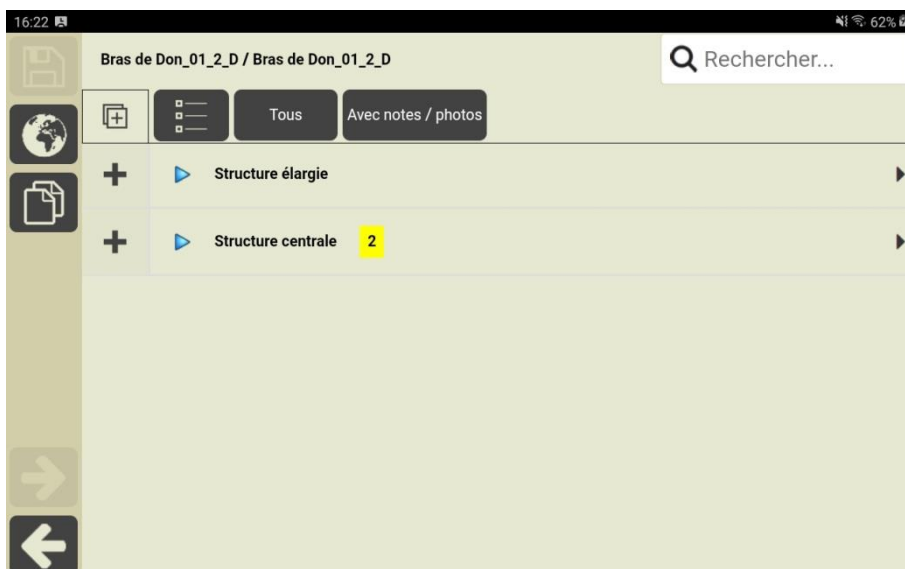 16:22 62%
Bras de Don_01_2_D / Bras de Don_01_2_D Rechercher...
Tous Avec notes / photos
Structure élargie
Structure centrale 2